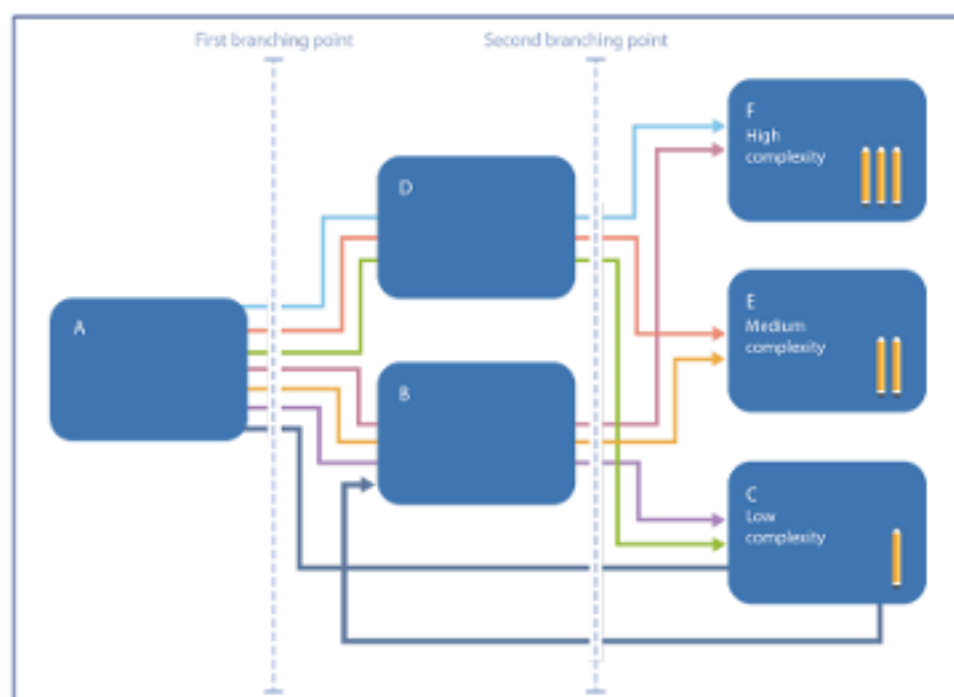 First branching point
Second branching point
A
D
B
F
High
complexity
E
Medium
complexity
C
Low
complexity